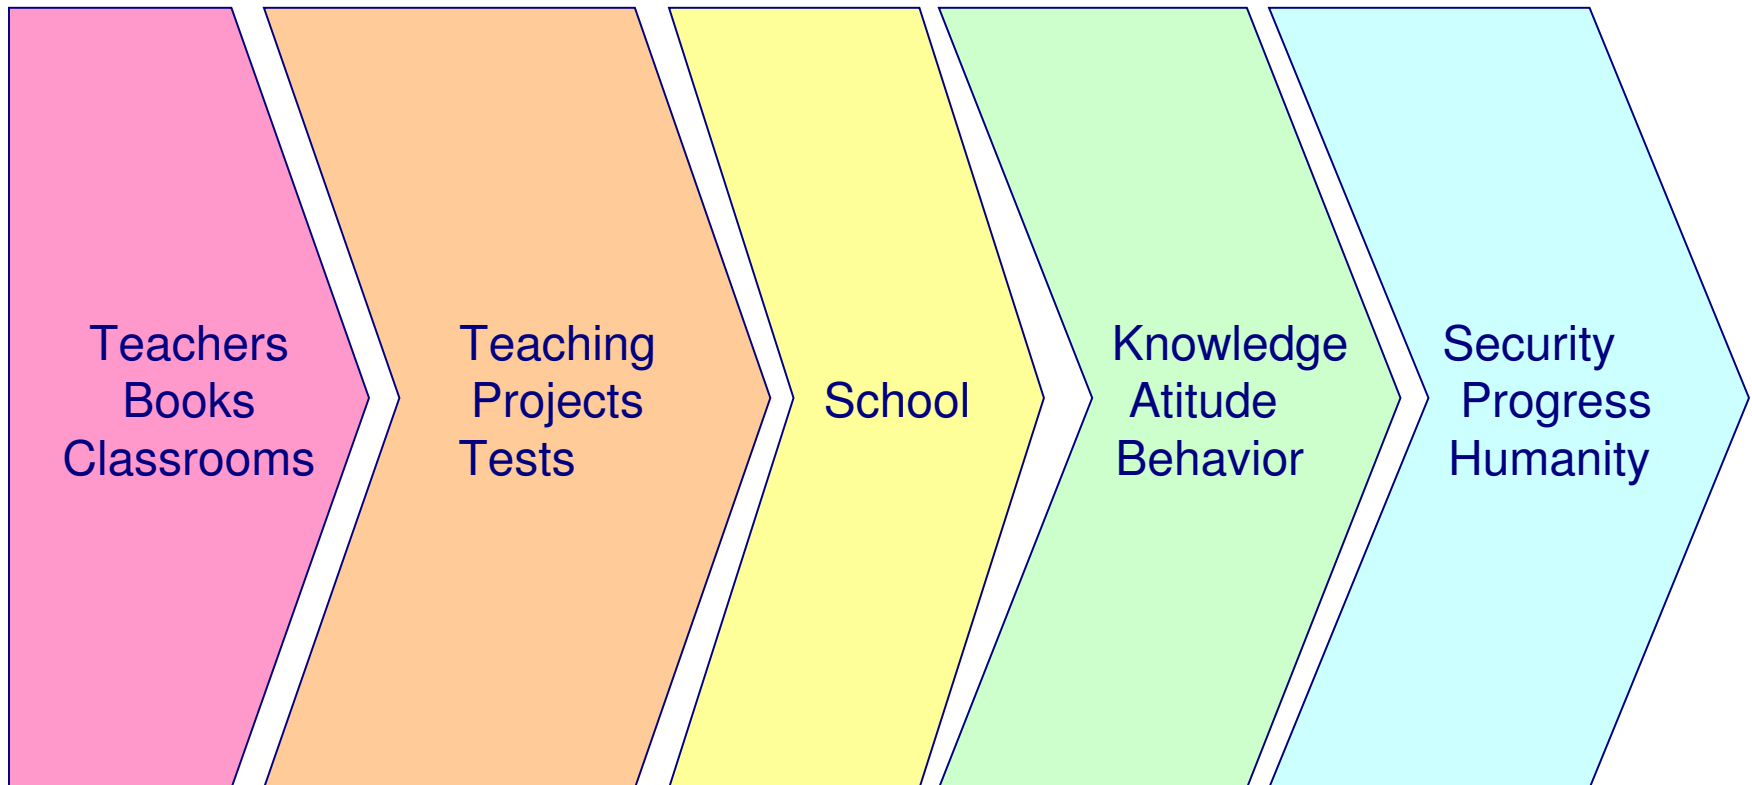 Teachers
Books
Classrooms
Teaching
Projects
Tests
School
Knowledge
Atitude
Behavior
Security
Progress
Humanity